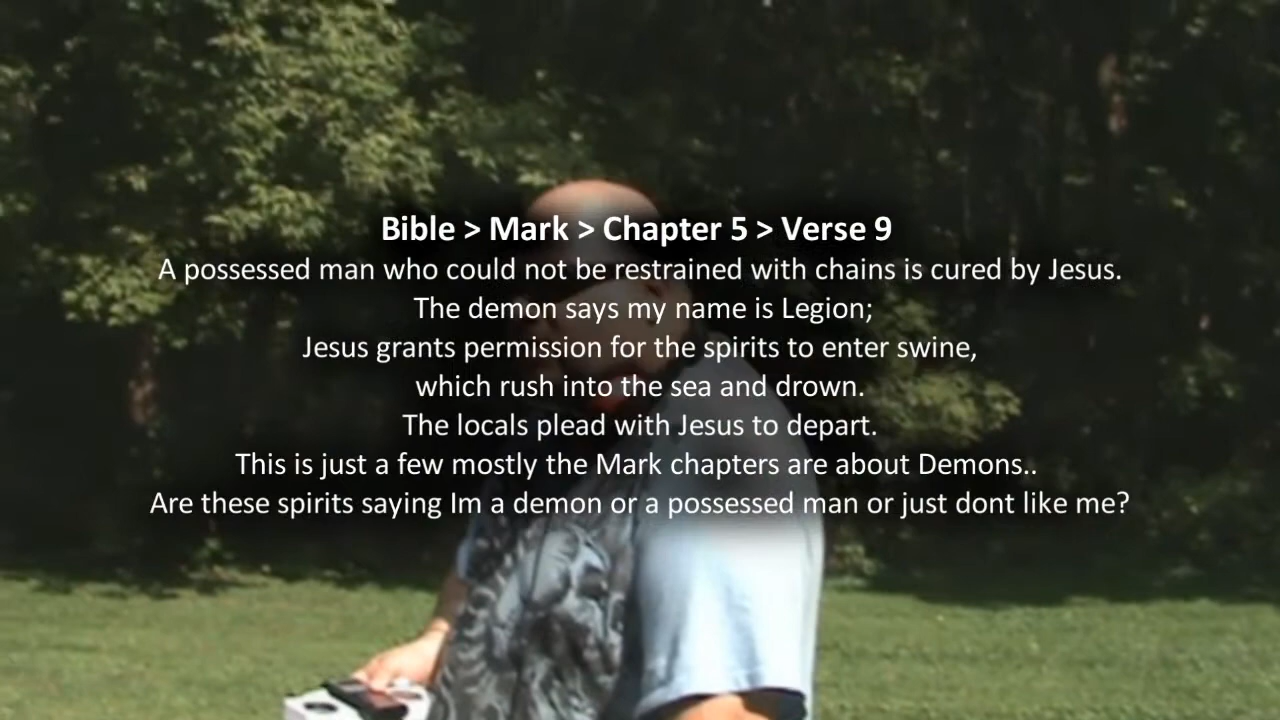 Bible > Mark > Chapter 5 > Verse 9
A possessed man who could not be restrained with chains is cured by Jesus.
The demon says my name is Legion;
Jesus grants permission for the spirits to enter swine,
which rush into the sea and drown.
The locals plead with Jesus to depart.
This is just a few mostly the Mark chapters are about Demons..
Are these spirits saying Im a demon or a possessed man or just dont like me?